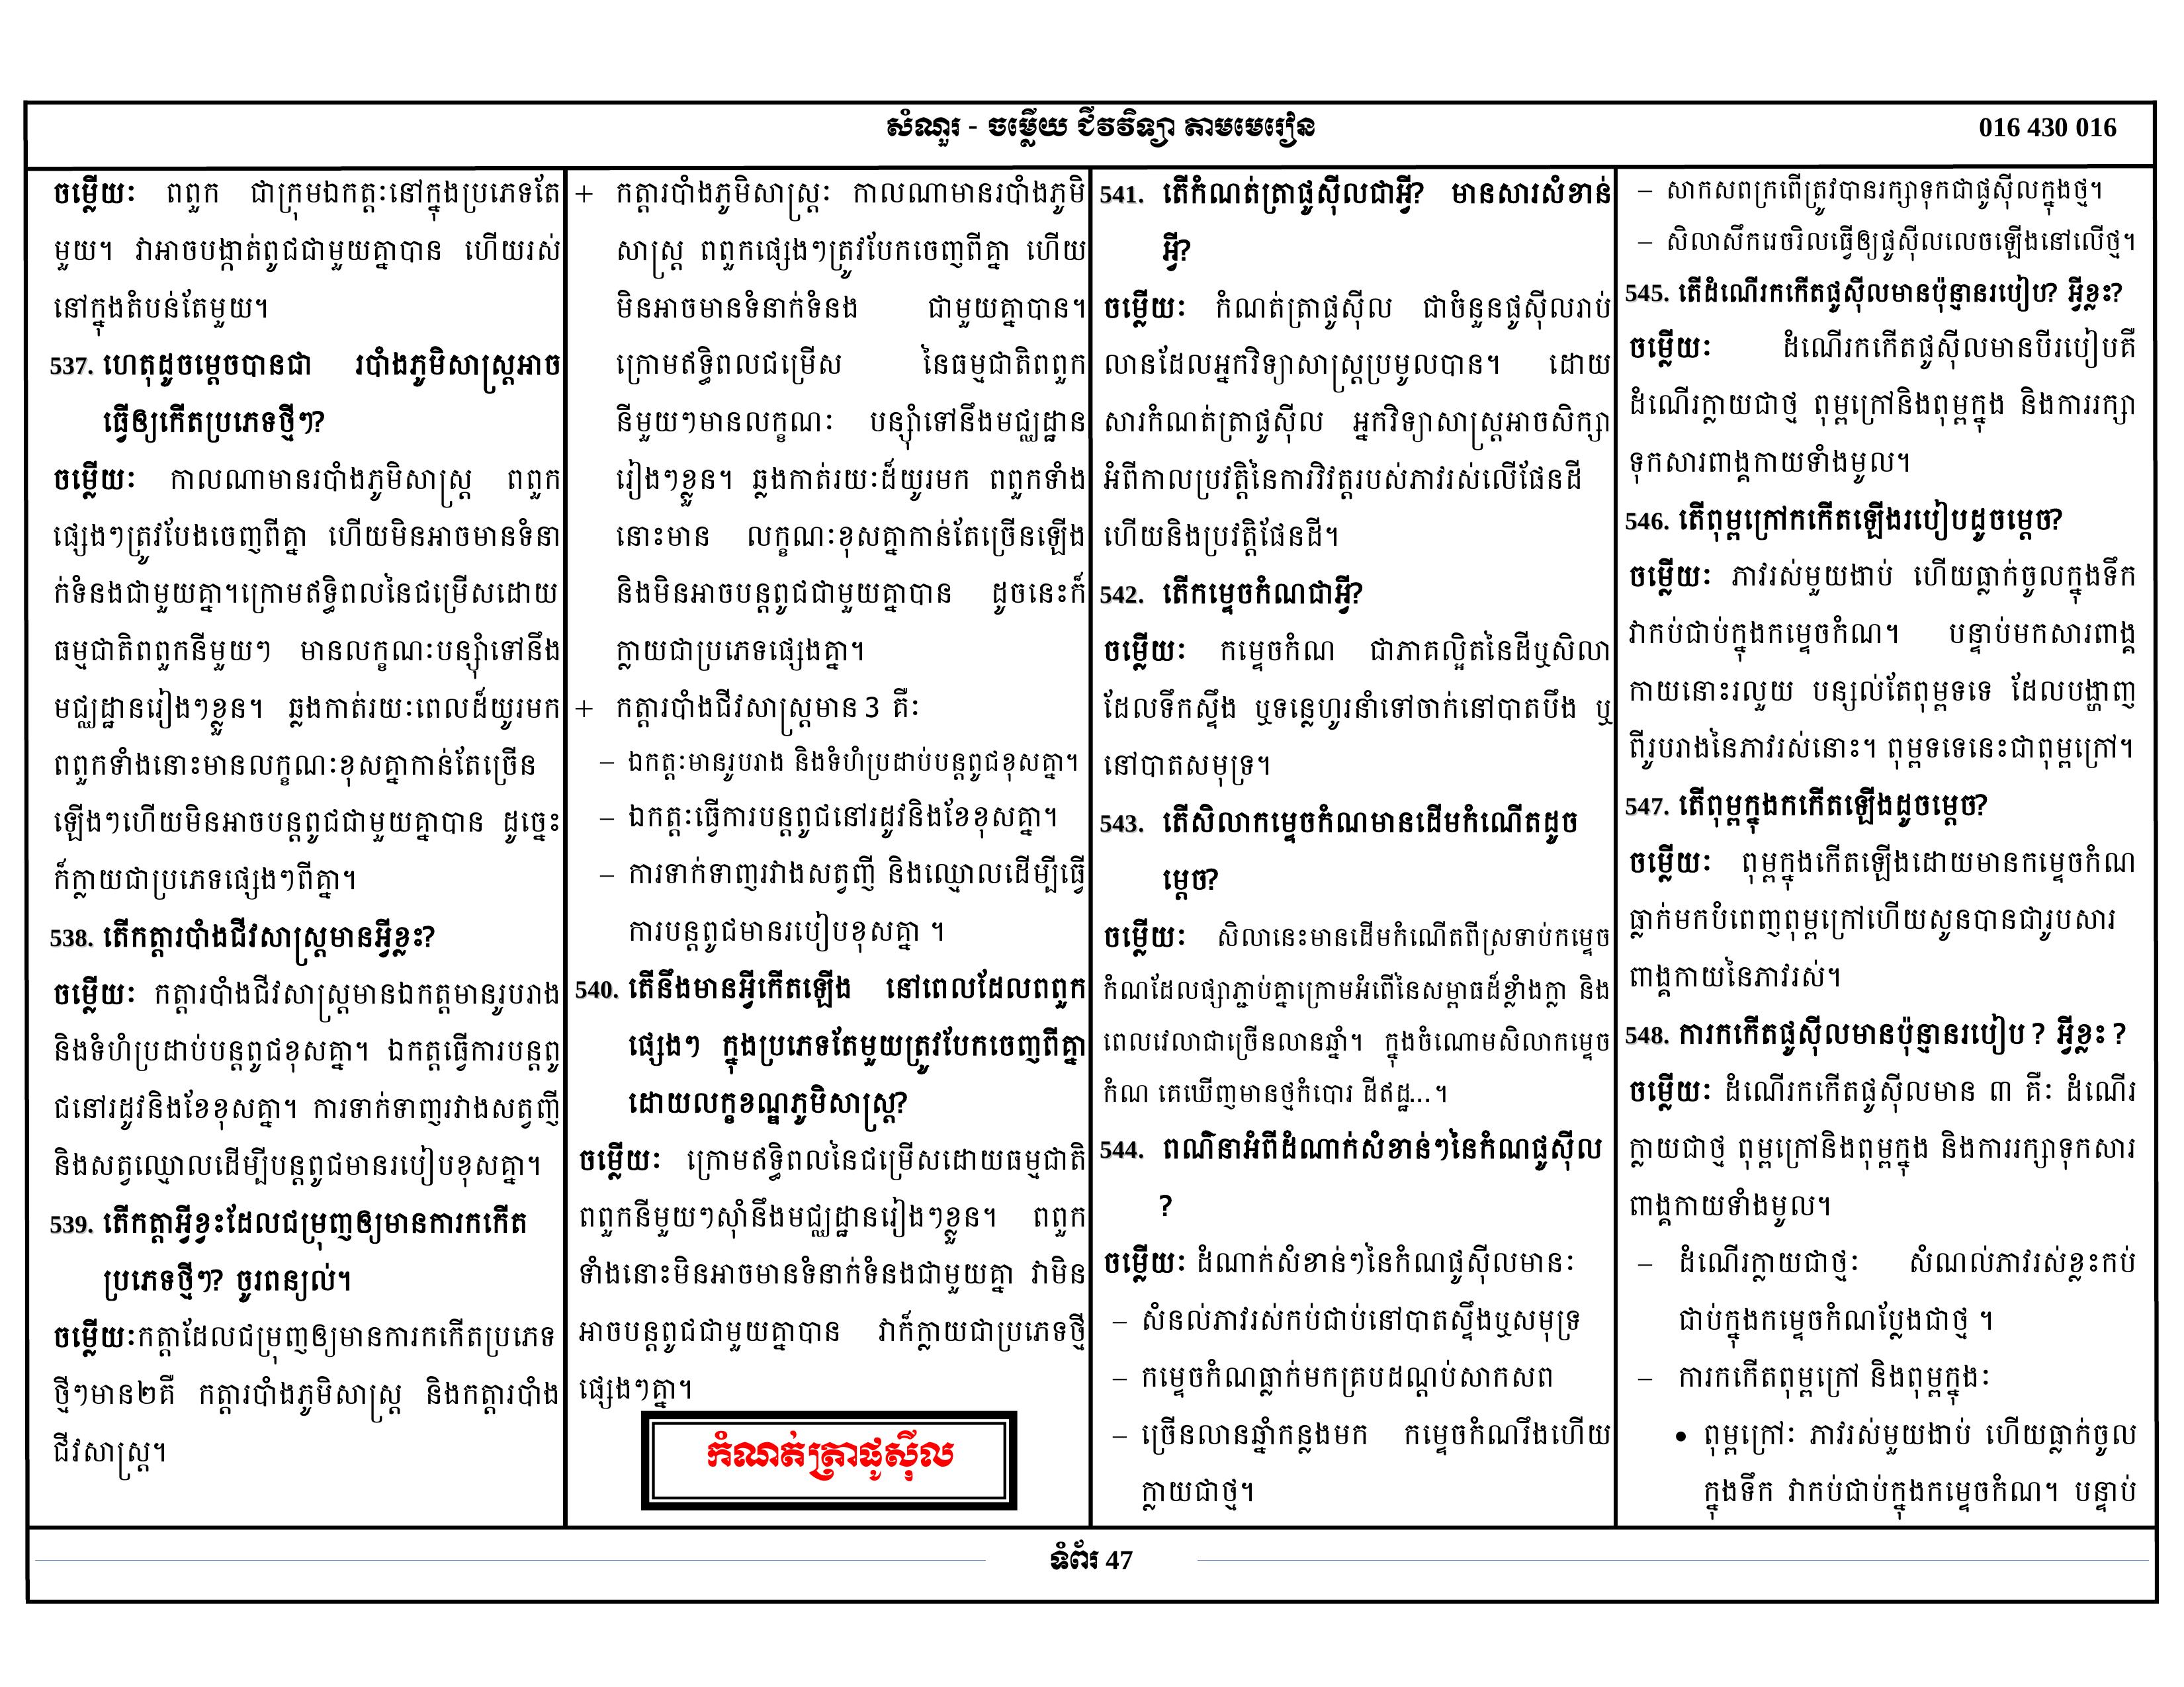 សំណួរ - ចម្លើយ ជីវវិទ្យា តាមមេរៀន
016 430 016
ចម្លើយៈ ពពួក ជាក្រុមឯកត្តៈនៅក្នុងប្រភេទតែ
មួយ។ វាអាចបង្កាត់ពូជជាមួយគ្នាបាន ហើយរស់
នៅក្នុងតំបន់តែមួយ។
537. ហេតុដូចម្តេចបានជា របាំងភូមិសាស្ត្រអាច
ធ្វើឲ្យកើតប្រភេទថ្មីៗ?
ចម្លើយៈ កាលណាមានរបាំងភូមិសាស្ត្រ ពពួក
ផ្សេងៗត្រូវបែងចេញពីគ្នា ហើយមិនអាចមានទំនា
ក់ទំនងជាមួយគ្នា។ក្រោមឥទ្ធិពលនៃជម្រើសដោយ
ធម្មជាតិពពួកនីមួយៗ មានលក្ខណៈបន្ស៊ាំទៅនឹង
មជ្ឈដ្ឋានរៀងៗខ្លួន។ ឆ្លងកាត់រយៈពេលដ៏យូរមក
ពពួកទាំងនោះមានលក្ខណៈខុសគ្នាកាន់តែច្រើន
ឡើងៗហើយមិនអាចបន្តពូជជាមួយគ្នាបាន ដូច្នេះ
ក៏ក្លាយជាប្រភេទផ្សេងៗពីគ្នា។
538. តើកត្តារបាំងជីវសាស្ត្រមានអ្វីខ្លះ?
ចម្លើយៈ កត្តារបាំងជីវសាស្ត្រមានឯកត្តមានរូបរាង
និងទំហំប្រដាប់បន្តពូជខុសគ្នា។ ឯកត្តធ្វើការបន្តពូ
ជនៅរដូវនិងខែខុសគ្នា។ ការទាក់ទាញរវាងសត្វញី
និងសត្វឈ្មោលដើម្បីបន្តពូជមានរបៀបខុសគ្នា។
539. តើកត្តាអ្វីខ្វះដែលជម្រុញឲ្យមានការកកើត
ប្រភេទថ្មីៗ? ចូរពន្យល់។
ចម្លើយៈកត្តាដែលជម្រុញឲ្យមានការកកើតប្រភេទ
ថ្មីៗមាន២គឺ កត្តារបាំងភូមិសាស្ត្រ និងកត្តារបាំង
ជីវសាស្ត្រ។
+ កត្តារបាំងភូមិសាស្ត្រៈ កាលណាមានរបាំងភូមិ
សាស្ត្រ ពពួកផ្សេងៗត្រូវបែកចេញពីគ្នា ហើយ
មិនអាចមានទំនាក់ទំនង ជាមួយគ្នាបាន។
ក្រោមឥទ្ធិពលជម្រើស នៃធម្មជាតិពពួក
នីមួយៗមានលក្ខណៈ បន្ស៊ាំទៅនឹងមជ្ឈដ្ឋាន
រៀងៗខ្លួន។ ឆ្លងកាត់រយៈដ៏យូរមក ពពួកទាំង
នោះមាន លក្ខណៈខុសគ្នាកាន់តែច្រើនឡើង
និងមិនអាចបន្តពូជជាមួយគ្នាបាន ដូចនេះក៏
ក្លាយជាប្រភេទផ្សេងគ្នា។
+ កត្តារបាំងជីវសាស្ត្រមាន 3 គឺៈ
– ឯកត្តៈមានរូបរាង និងទំហំប្រដាប់បន្តពូជខុសគ្នា។
– ឯកត្តៈធ្វើការបន្តពូជនៅរដូវនិងខែខុសគ្នា។
– ការទាក់ទាញរវាងសត្វញី និងឈ្មោលដើម្បីធ្វើ
ការបន្តពូជមានរបៀបខុសគ្នា ។
540. តើនឹងមានអ្វីកើតឡើង នៅពេលដែលពពួក
ផ្សេងៗ ក្នុងប្រភេទតែមួយត្រូវបែកចេញពីគ្នា
ដោយលក្ខខណ្ឌភូមិសាស្ត្រ?
ចម្លើយៈ ក្រោមឥទ្ធិពលនៃជម្រើសដោយធម្មជាតិ
ពពួកនីមួយៗស៊ាំនឹងមជ្ឈដ្ឋានរៀងៗខ្លួន។ ពពួក
ទាំងនោះមិនអាចមានទំនាក់ទំនងជាមួយគ្នា វាមិន
អាចបន្តពូជជាមួយគ្នាបាន វាក៏ក្លាយជាប្រភេទថ្មី
ផ្សេងៗគ្នា។
កំណត់ត្រាផូស៊ីល
541. តើកំណត់ត្រាផូស៊ីលជាអ្វី? មានសារសំខាន់
អ្វី?
ចម្លើយៈ កំណត់ត្រាផូស៊ីល ជាចំនួនផូស៊ីលរាប់
លានដែលអ្នកវិទ្យាសាស្ត្រប្រមូលបាន។ ដោយ
សារកំណត់ត្រាផូស៊ីល អ្នកវិទ្យាសាស្ត្រអាចសិក្សា
អំពីកាលប្រវត្តិនៃការវិវត្តរបស់ភាវរស់លើផែនដី
ហើយនិងប្រវត្តិផែនដី។
542. តើកម្ទេចកំណជាអ្វី?
ចម្លើយៈ កម្ទេចកំណ ជាភាគល្អិតនៃដីឬសិលា
ដែលទឹកស្ទឹង ឬទន្លេហូរនាំទៅចាក់នៅបាតបឹង ឬ
នៅបាតសមុទ្រ។
543. តើសិលាកម្ទេចកំណមានដើមកំណើតដូច
ម្តេច?
ចម្លើយៈ សិលានេះមានដើមកំណើតពីស្រទាប់កម្ទេច
កំណដែលផ្សាភ្ជាប់គ្នាក្រោមអំពើនៃសម្ពាធដ៏ខ្លាំងក្លា និង
ពេលវេលាជាច្រើនលានឆ្នាំ។ ក្នុងចំណោមសិលាកម្ទេច
កំណ គេឃើញមានថ្មកំបោរ ដីឥដ្ឋ...។
544. ពណ៌នាអំពីដំណាក់សំខាន់ៗនៃកំណផូស៊ីល
?
ចម្លើយៈ ដំណាក់សំខាន់ៗនៃកំណផូស៊ីលមានៈ
– សំនល់ភាវរស់កប់ជាប់នៅបាតស្ទឹងឬសមុទ្រ
– កម្ទេចកំណធ្លាក់មកគ្របដណ្តប់សាកសព
– ច្រើនលានឆ្នាំកន្លងមក កម្ទេចកំណរឹងហើយ
ក្លាយជាថ្ម។
– សាកសពក្រពើត្រូវបានរក្សាទុកជាផូស៊ីលក្នុងថ្ម។
– សិលាសឹករេចរិលធ្វើឲ្យផូស៊ីលលេចឡើងនៅលើថ្ម។
545. តើដំណើរកកើតផូស៊ីលមានប៉ុន្មានរបៀប? អ្វីខ្លះ?
ចម្លើយៈ ដំណើរកកើតផូស៊ីលមានបីរបៀបគឺ
ដំណើរក្លាយជាថ្ម ពុម្ពក្រៅនិងពុម្ពក្នុង និងការរក្សា
ទុកសារពាង្គកាយទាំងមូល។
546. តើពុម្ពក្រៅកកើតឡើងរបៀបដូចម្តេច?
ចម្លើយៈ ភាវរស់មួយងាប់ ហើយធ្លាក់ចូលក្នុងទឹក
វាកប់ជាប់ក្នុងកម្ទេចកំណ។ បន្ទាប់មកសារពាង្គ
កាយនោះរលួយ បន្សល់តែពុម្ពទទេ ដែលបង្ហាញ
ពីរូបរាងនៃភាវរស់នោះ។ ពុម្ពទទេនេះជាពុម្ពក្រៅ។
547. តើពុម្ពក្នុងកកើតឡើងដូចម្តេច?
ចម្លើយៈ ពុម្ពក្នុងកើតឡើងដោយមានកម្ទេចកំណ
ធ្លាក់មកបំពេញពុម្ពក្រៅហើយសូនបានជារូបសារ
ពាង្គកាយនៃភាវរស់។
548. ការកកើតផូស៊ីលមានប៉ុន្មានរបៀប ? អ្វីខ្លះ ?
ចម្លើយៈ ដំណើរកកើតផូស៊ីលមាន ៣ គឺៈ ដំណើរ
ក្លាយជាថ្ម ពុម្ពក្រៅនិងពុម្ពក្នុង និងការរក្សាទុកសារ
ពាង្គកាយទាំងមូល។
– ដំណើរក្លាយជាថ្មៈ សំណល់ភាវរស់ខ្លះកប់
ជាប់ក្នុងកម្ទេចកំណប្លែងជាថ្ម ។
– ការកកើតពុម្ពក្រៅ និងពុម្ពក្នុងៈ
• ពុម្ពក្រៅៈ ភាវរស់មួយងាប់ ហើយធ្លាក់ចូល
ក្នុងទឹក វាកប់ជាប់ក្នុងកម្ទេចកំណ។ បន្ទាប់
ទំព័រ 47